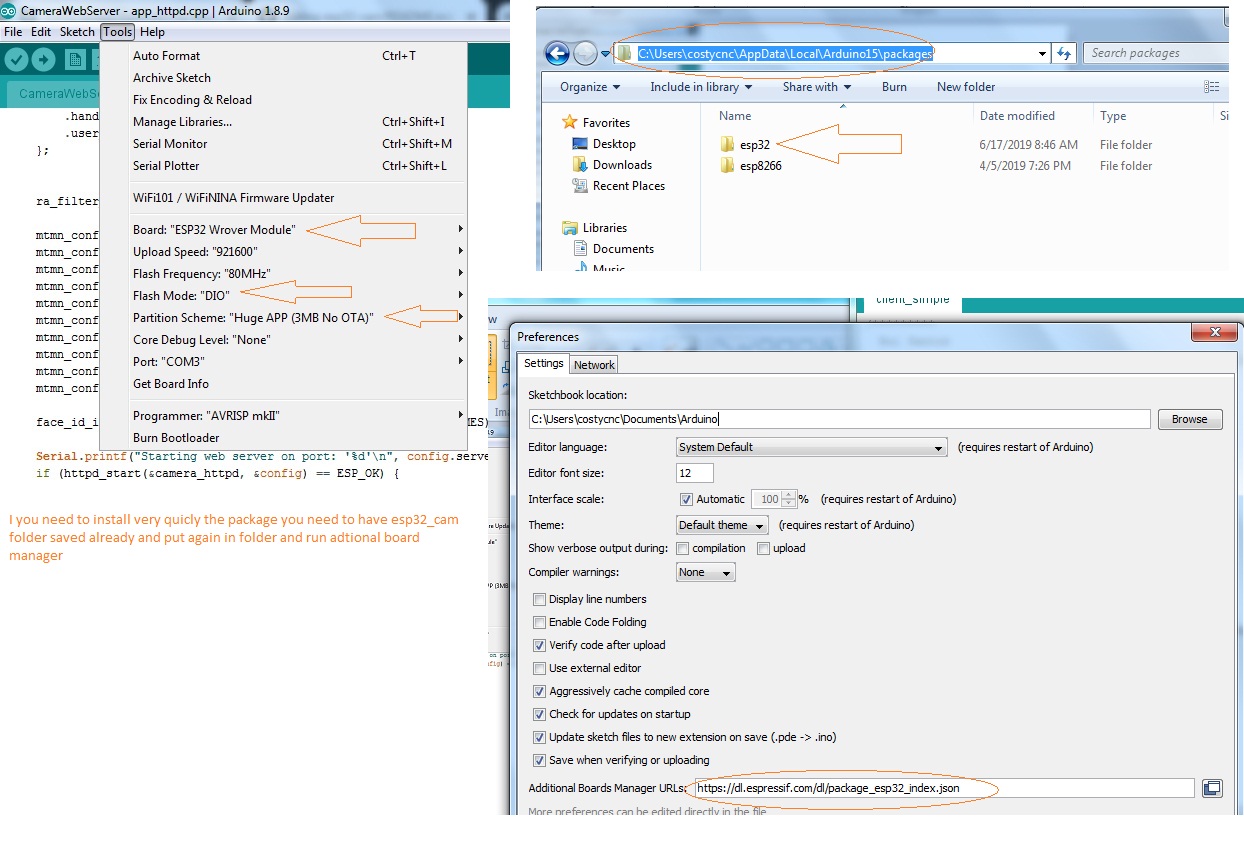 CameraWebServer - app_httpd.cpp | Arduino 1.8.9
File Edit Sketch Tools Help
CameraWebSe
Auto Format Ctrl+T
Archive Sketch
Fix Encoding & Reload
Manage Libraries... Ctrl+Shift+I
Serial Monitor Ctrl+Shift+M
Serial Plotter Ctrl+Shift+L
WiFi101 / WiFiNINA Firmware Updater
Board: "ESP32 Wrover Module"
Upload Speed: "921600"
Flash Frequency: "80MHz"
Flash Mode: "DIO"
Partition Scheme: "Huge APP (3MB No OTA)"
Core Debug Level: "None"
Port: "COM3"
Get Board Info
Programmer: "AVRISP mkII"
Burn Bootloader
.hand
.user
};
ra_filter
mtmn_conf
mtmn_conf
mtmn_conf
mtmn_conf
mtmn_conf
mtmn_conf
mtmn_conf
mtmn_conf
mtmn_conf
mtmn_conf
face_id_i MES)
Serial.printf("Starting web server on port: '%d'\n", config.serve
if (httpd_start(&camera_httpd, &config) == ESP_OK) {
I you need to install very quicly the package you need to have esp32_cam
folder saved already and put again in folder and run adtional board
manager
C:\Users\costycnc\AppData\Local\Arduino15\packages
Search packages
Organize Include in library Share with Burn New folder
Name Date modified Type Si
Favorites
Desktop
Downloads
Recent Places
Libraries
Documents
Music
esp32 6/17/2019 8:46 AM File folder
esp8266 4/5/2019 7:26 PM File folder
client_simple
Preferences
Settings Network
Sketchbook location:
C:\Users\costycnc\Documents\Arduino
Browse
Editor language: System Default (requires restart of Arduino)
Editor font size: 12
Interface scale: Automatic 100 % (requires restart of Arduino)
Theme: Default theme (requires restart of Arduino)
Show verbose output during: compilation upload
Compiler warnings: None
Display line numbers
Enable Code Folding
Verify code after upload
Use external editor
Aggressively cache compiled core
Check for updates on startup
Update sketch files to new extension on save (.pde -> .ino)
Save when verifying or uploading
Additional Boards Manager URLs: https://dl.espressif.com/dl/package_esp32_index.json
More preferences can be edited directly in the file